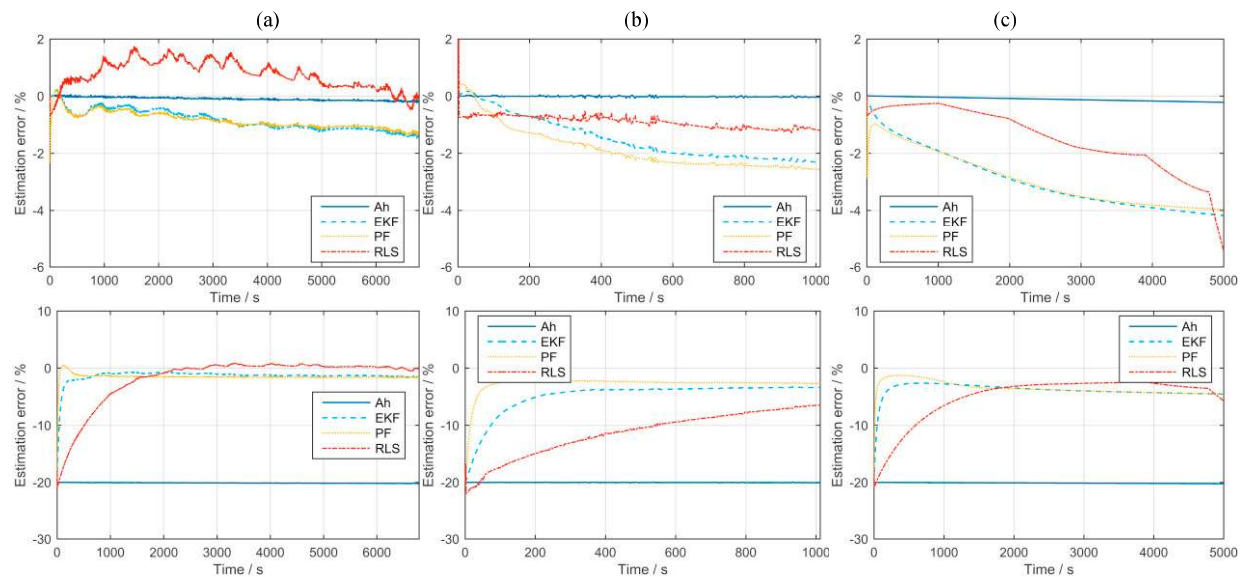 (a)
(b)
(c)
Estimation error / %
2
0
-2
-4
-6
Ah
EKF
PF
RLS
0
1000
2000
3000
4000
5000
6000
Time / s
Estimation error / %
2
0
-2
-4
-6
Ah
EKF
PF
RLS
0
200
400
600
800
1000
Time / s
Estimation error / %
2
0
-2
-4
-6
Ah
EKF
PF
RLS
0
1000
2000
3000
4000
5000
Time / s
Estimation error / %
10
0
-10
-20
-30
Ah
EKF
PF
RLS
0
1000
2000
3000
4000
5000
6000
Time / s
Estimation error / %
10
0
-10
-20
-30
Ah
EKF
PF
RLS
0
200
400
600
800
1000
Time / s
Estimation error / %
10
0
-10
-20
-30
Ah
EKF
PF
RLS
0
1000
2000
3000
4000
5000
Time / s